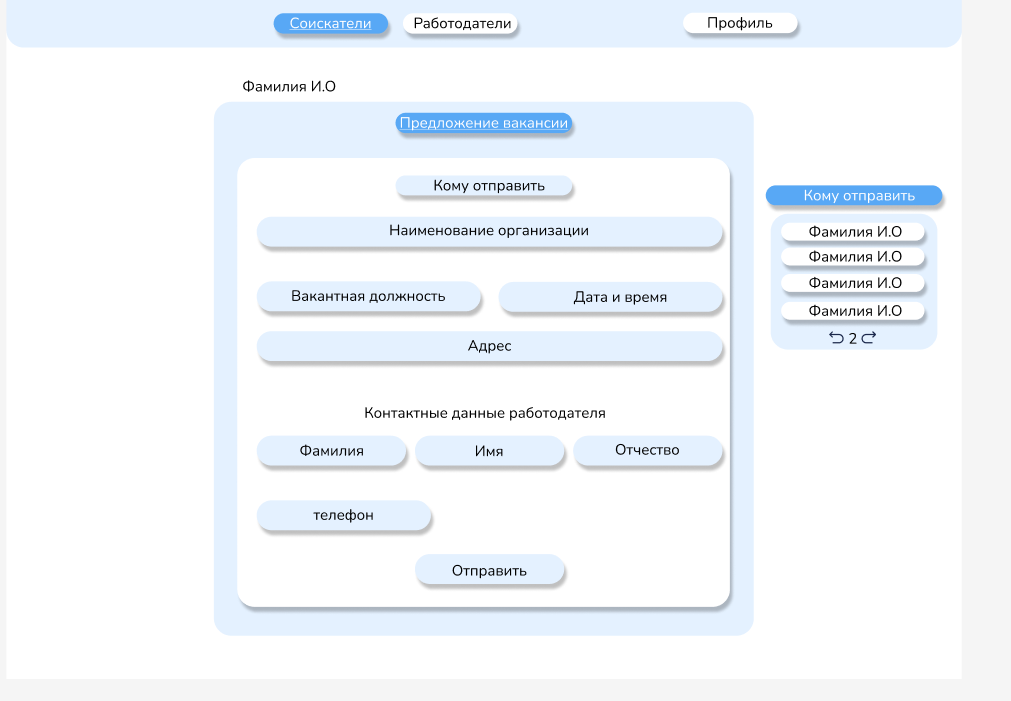 Соискатели
Работодатели
Профиль
Фамилия И.О
Предложение вакансии
Кому отправить
Наименование организации
Вакантная должность
Дата и время
Адрес
Контактные данные работодателя
Фамилия
Имя
Отчество
телефон
Отправить
Кому отправить
Фамилия И.О
Фамилия И.О
Фамилия И.О
Фамилия И.О
2